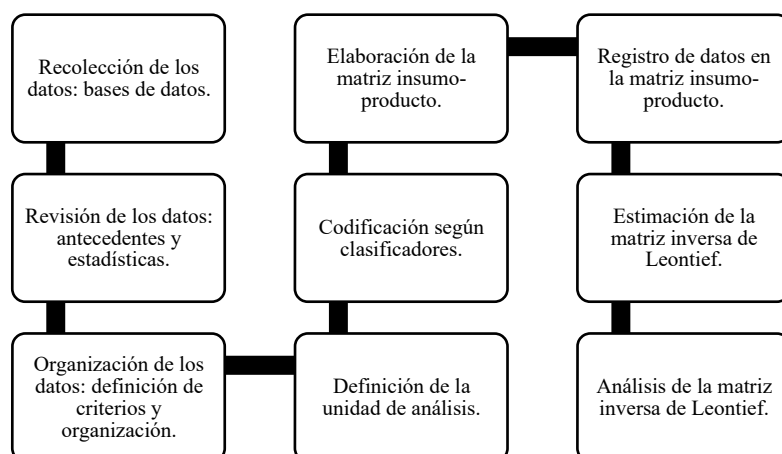 Recolección de los
datos: bases de datos.
Revisión de los datos:
antecedentes y
estadísticas.
Organización de los
datos: definición de
criterios y
organización.
Definición de la
unidad de análisis.
Codificación según
clasificadores.
Elaboración de la
matriz insumo-
producto.
Registro de datos en
la matriz insumo-
producto.
Estimación de la
matriz inversa de
Leontief.
Análisis de la matriz
inversa de Leontief.